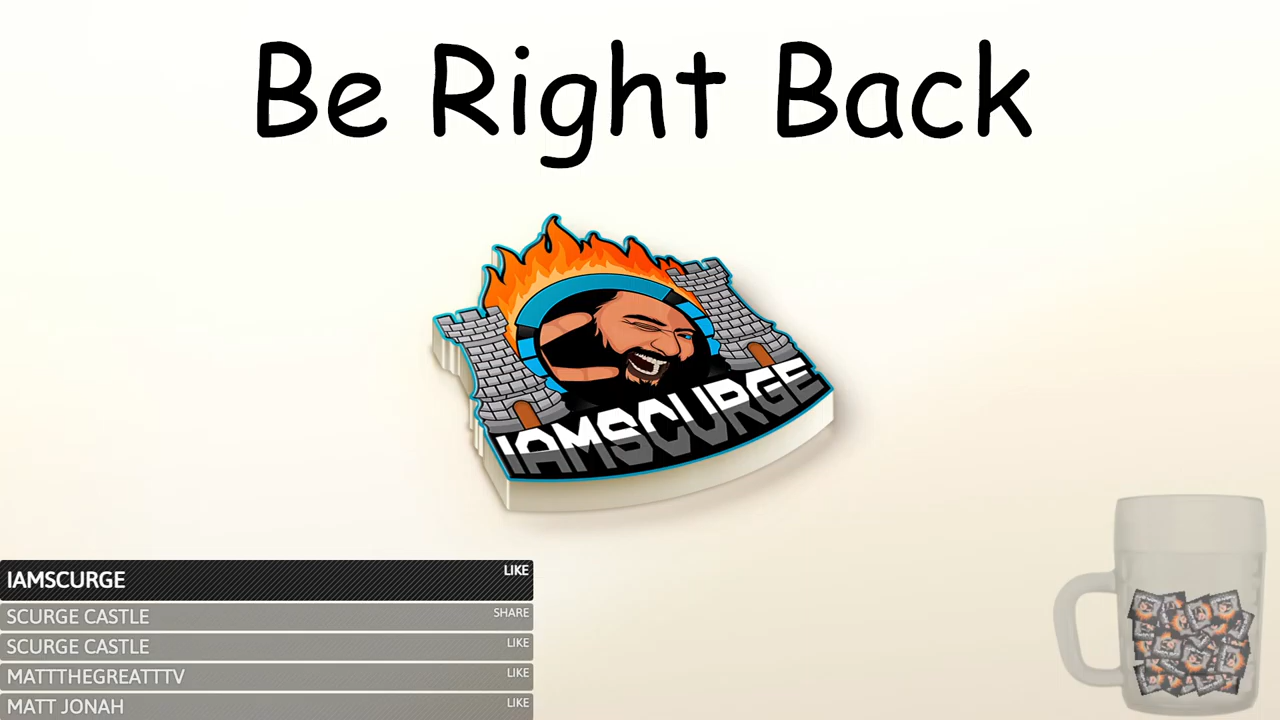 Be Right Back
IAMSCURGE
IAMSCURGE LIKE
SCURGE CASTLE SHARE
SCURGE CASTLE LIKE
MATTTHEGREATTTV LIKE
MATT JONAH LIKE